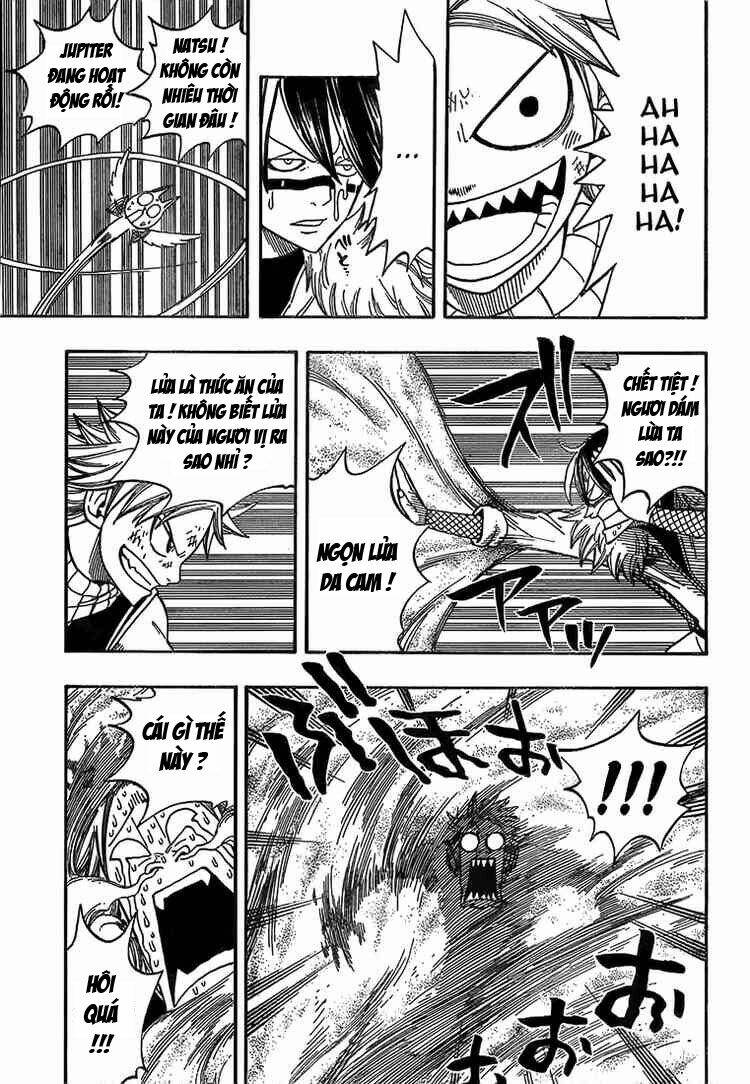 AH
HA
HA
HA
HA!
...
NATSU !
KHÔNG CÒN
NHIÊU THỜI
GIAN ĐÂU !
JUPITER
ĐANG HOẠT
ĐỘNG RỒI!
CHẾT TIỆT !
NGƯƠI DÁM
LỪA TA
SAO?!!
ズ
アアッ
NGỌN LỬA
DA CAM !
LỬA LÀ THỨC ĂN CỦA
TA ! KHÔNG BIẾT LỬA
NÀY CỦA NGƯƠI VỊ RA
SAO NHỈ ?
!!!
ぶほおお
おお
CÁI GÌ THẾ
NÀY ?
HÔI
QUÁ
!!!